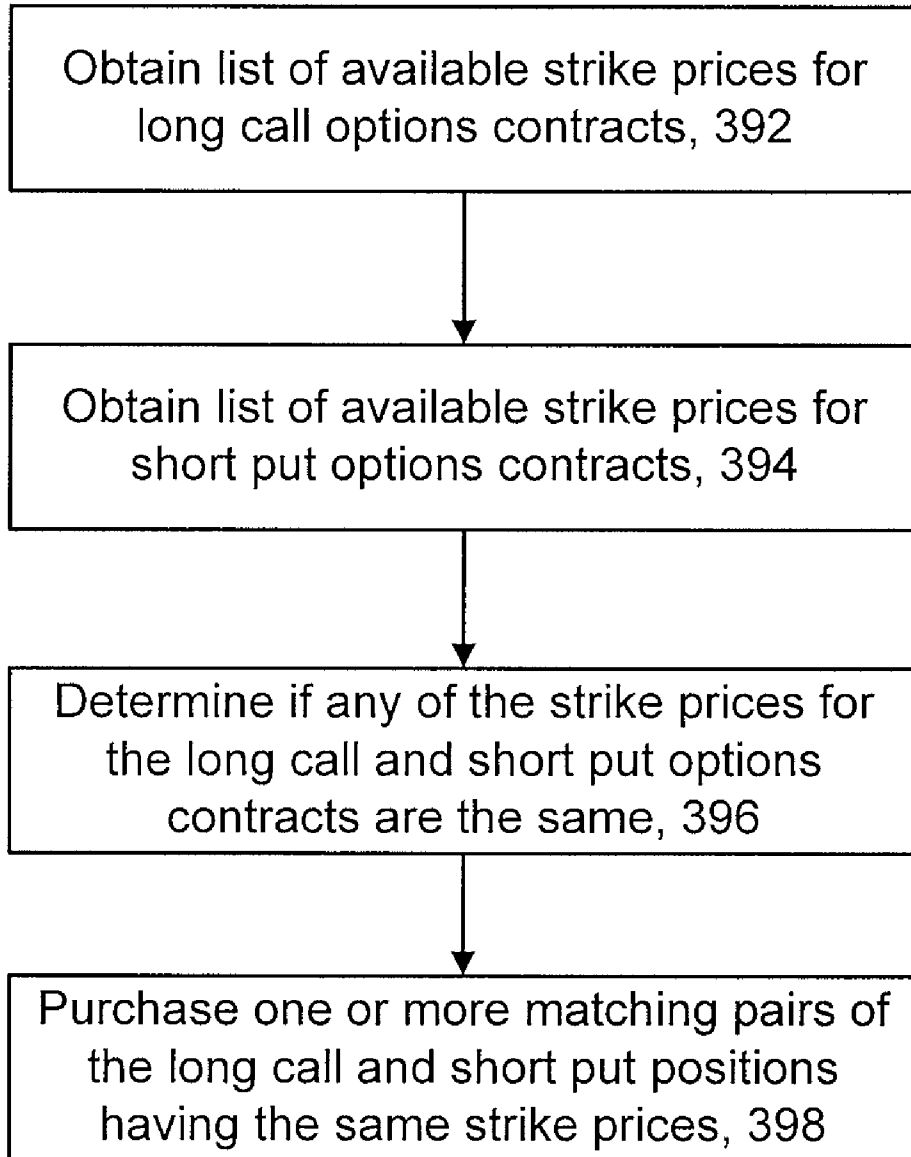 Obtain list of available strike prices for
long call options contracts, 392
Obtain list of available strike prices for
short put options contracts, 394
Determine if any of the strike prices for
the long call and short put options
contracts are the same, 396
Purchase one or more matching pairs of
the long call and short put positions
having the same strike prices, 398